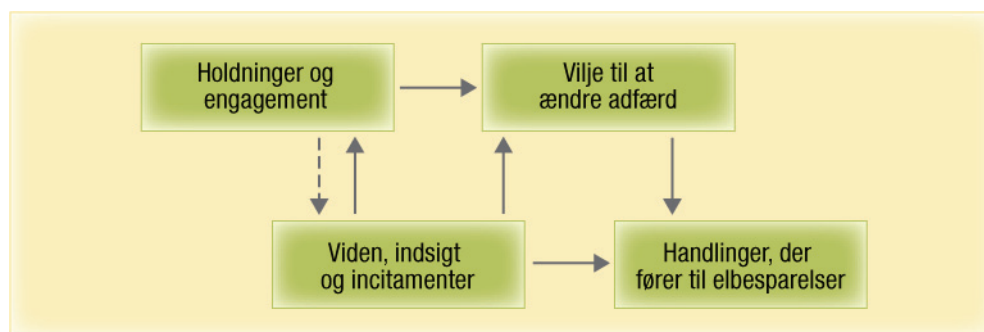 Holdninger og
engagement
Vilje til at
ændre adfærd
Viden, indsigt
og incitamenter
Handlinger, der
fører til elbesparelser